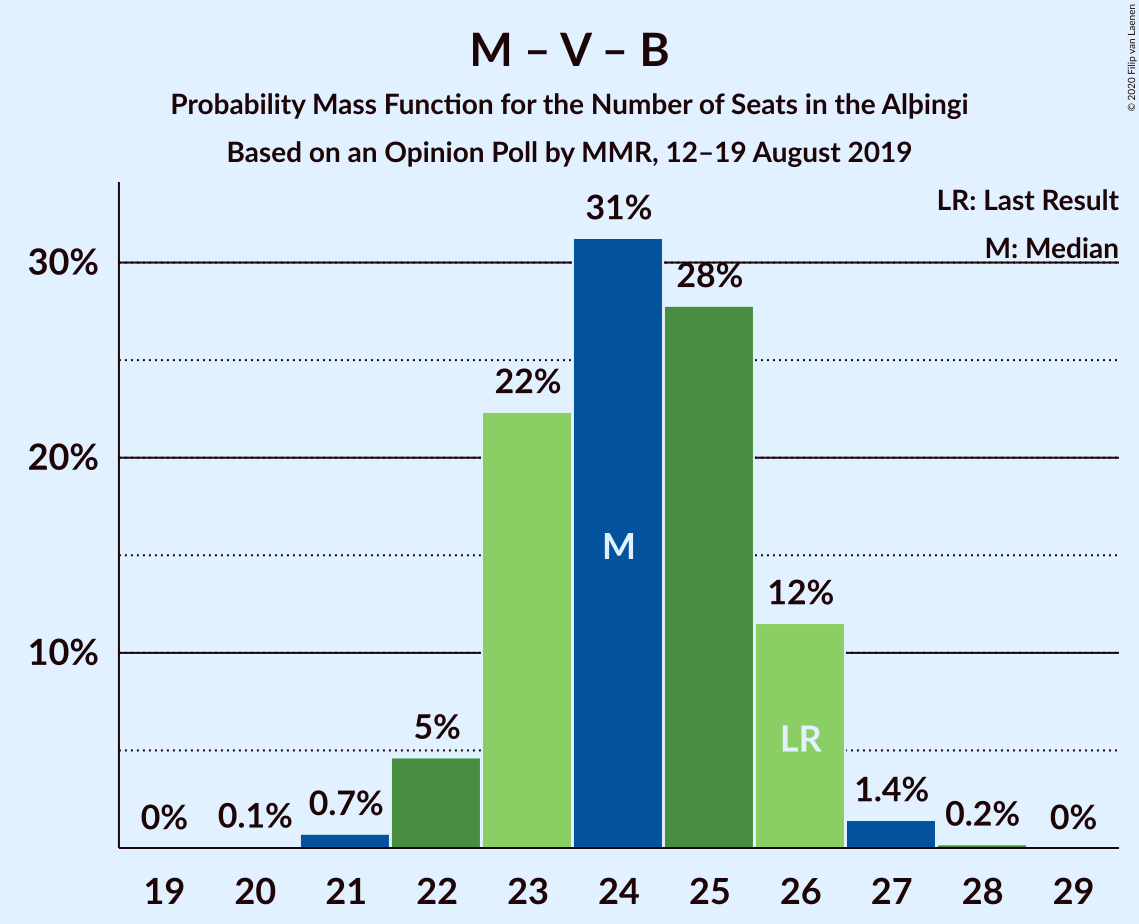 M – V – B
Probability Mass Function for the Number of Seats in the Alþingi
Based on an Opinion Poll by MMR, 12–19 August 2019
© 2020 Filip van Laenen
LR: Last Result
M: Median
30%
20%
10%
0%
0.1%
0.7%
5%
22%
31%
28%
12%
1.4%
0.2%
0%
M
LR
19 20 21 22 23 24 25 26 27 28 29